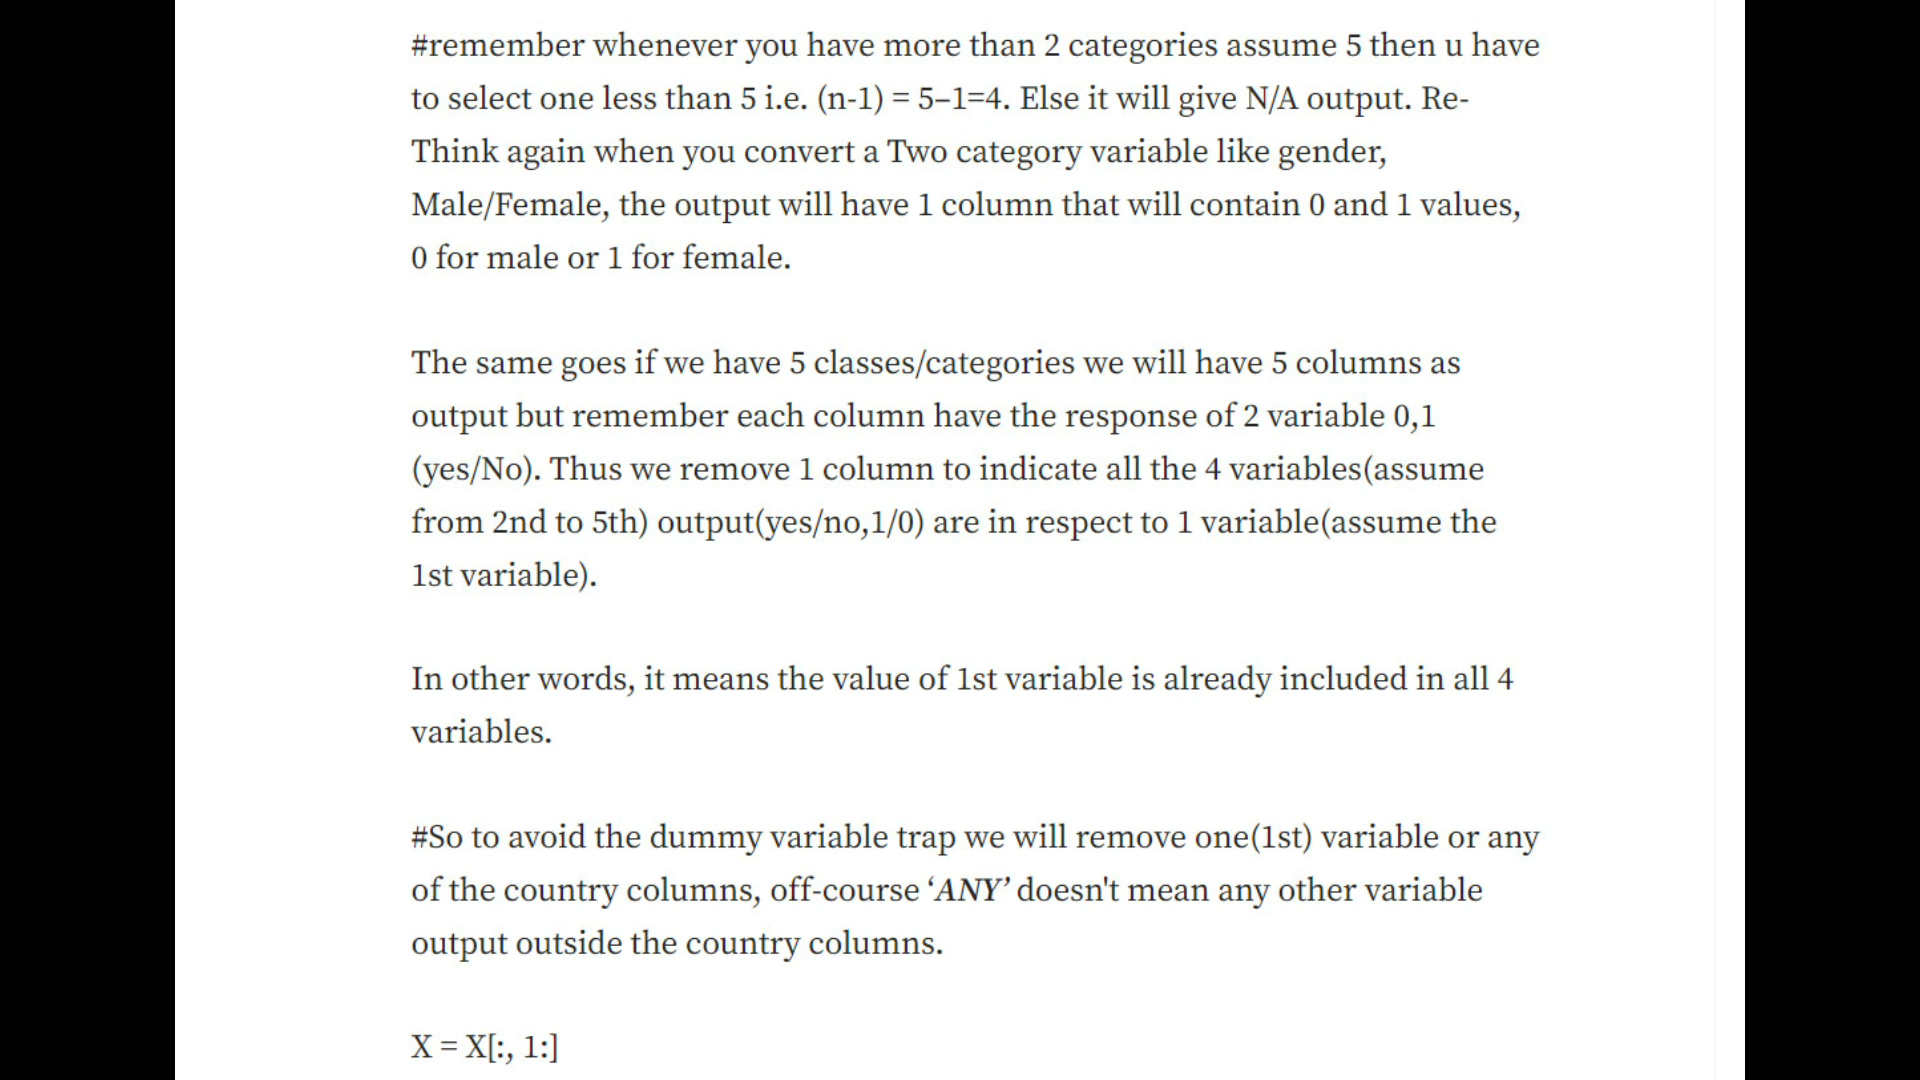 #remember whenever you have more than 2 categories assume 5 then u have
to select one less than 5 i.e. (n-1) = 5–1=4. Else it will give N/A output. Re-
Think again when you convert a Two category variable like gender,
Male/Female, the output will have 1 column that will contain 0 and 1 values,
0 for male or 1 for female.
The same goes if we have 5 classes/categories we will have 5 columns as
output but remember each column have the response of 2 variable 0,1
(yes/No). Thus we remove 1 column to indicate all the 4 variables(assume
from 2nd to 5th) output(yes/no,1/0) are in respect to 1 variable(assume the
1st variable).
In other words, it means the value of 1st variable is already included in all 4
variables.
#So to avoid the dummy variable trap we will remove one(1st) variable or any
of the country columns, off-course ‘ANY’ doesn't mean any other variable
output outside the country columns.
X = X[:, 1:]